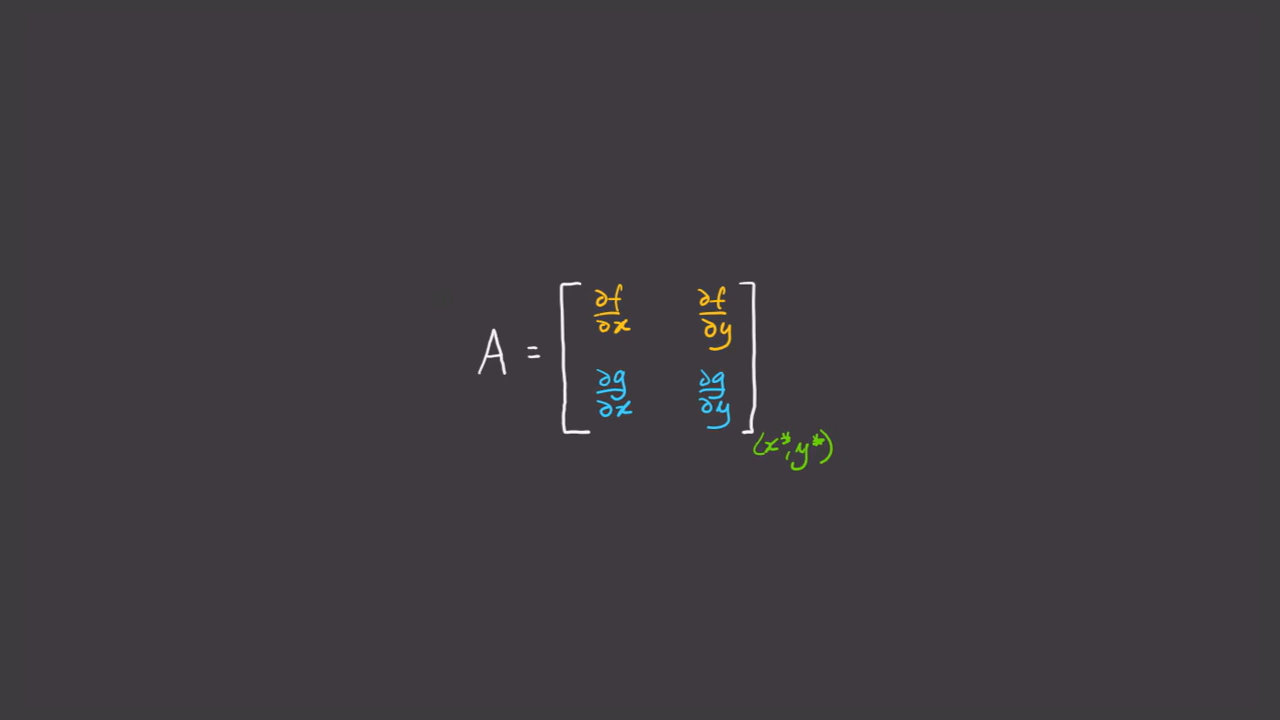 A = [ ∂f/∂x ∂f/∂y
∂g/∂x ∂g/∂y ]
(x*, y*)